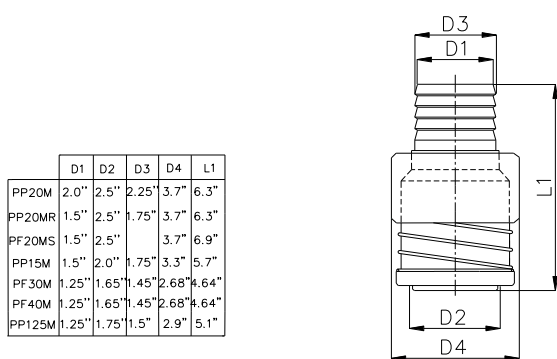 D3
D1
L1
D2
D4
D1 D2 D3 D4 L1
PP20M 2.0'' 2.5'' 2.25'' 3.7'' 6.3''
PP20MR 1.5'' 2.5'' 1.75'' 3.7'' 6.3''
PF20MS 1.5'' 2.5'' 3.7'' 6.9''
PP15M 1.5'' 2.0'' 1.75'' 3.3'' 5.7''
PF30M 1.25'' 1.65'' 1.45'' 2.68'' 4.64''
PF40M 1.25'' 1.65'' 1.45'' 2.68'' 4.64''
PP125M 1.25'' 1.75'' 1.5'' 2.9'' 5.1''